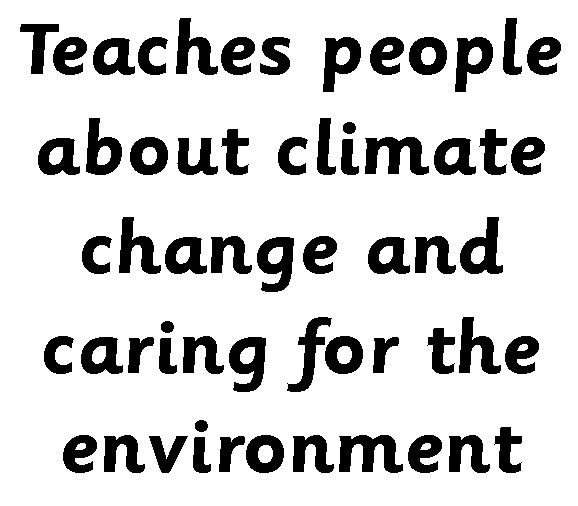 Teaches people
about climate
change and
caring for the
environment